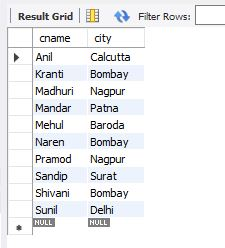 Result Grid Filter Rows:
cname city
Anil Calcutta
Kranti Bombay
Madhuri Nagpur
Mandar Patna
Mehul Baroda
Naren Bombay
Pramod Nagpur
Sandip Surat
Shivani Bombay
Sunil Delhi
NULL NULL